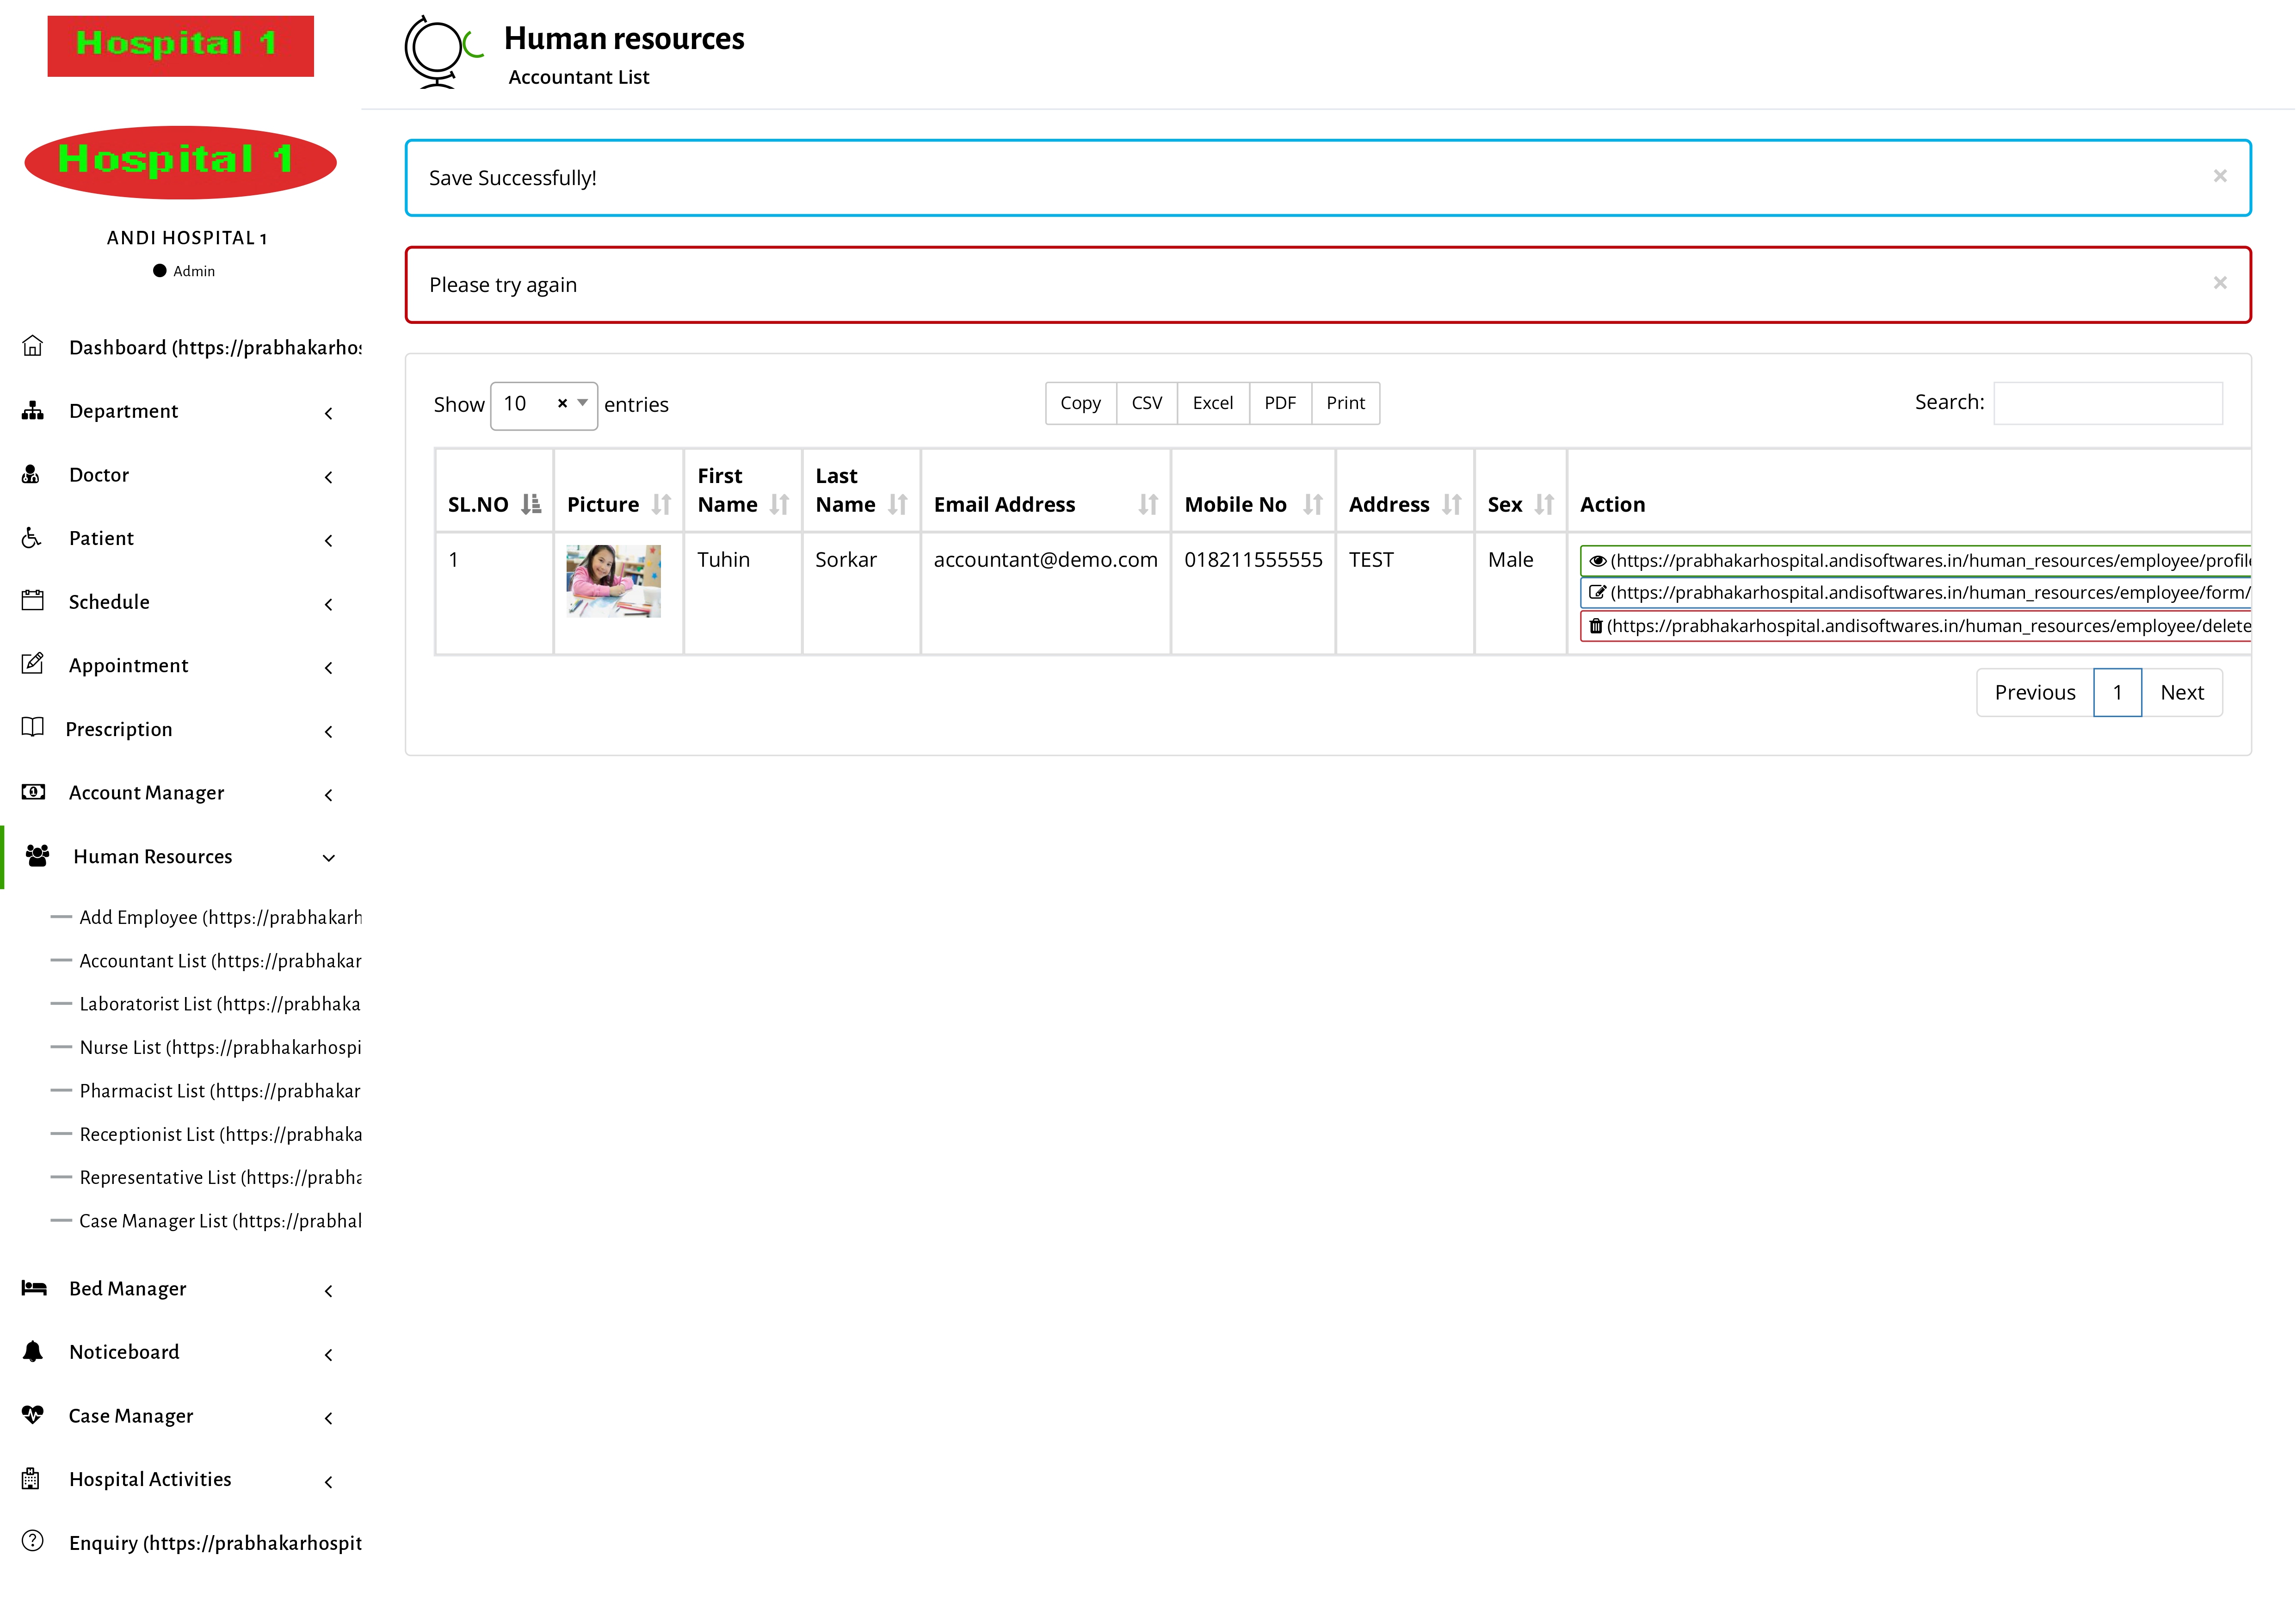 Hospital 1
Hospital 1
ANDI HOSPITAL 1
Admin
Dashboard (https://prabhakarhos
Department
Doctor
Patient
Schedule
Appointment
Prescription
Account Manager
Human Resources
Add Employee (https://prabhakarh
Accountant List (https://prabhakar
Laboratorist List (https://prabhaka
Nurse List (https://prabhakarhospi
Pharmacist List (https://prabhakar
Receptionist List (https://prabhaka
Representative List (https://prabha
Case Manager List (https://prabhal
Bed Manager
Noticeboard
Case Manager
Hospital Activities
Enquiry (https://prabhakarhospit
Human resources
Accountant List
Save Successfully! ×
Please try again ×
Show 10 × entries Copy CSV Excel PDF Print Search:
SL.NO Picture First Name Last Name Email Address Mobile No Address Sex Action
1 Tuhin Sorkar accountant@demo.com 018211555555 TEST Male
(https://prabhakarhospital.andisoftwares.in/human_resources/employee/profile
(https://prabhakarhospital.andisoftwares.in/human_resources/employee/form/
(https://prabhakarhospital.andisoftwares.in/human_resources/employee/delete
Previous 1 Next